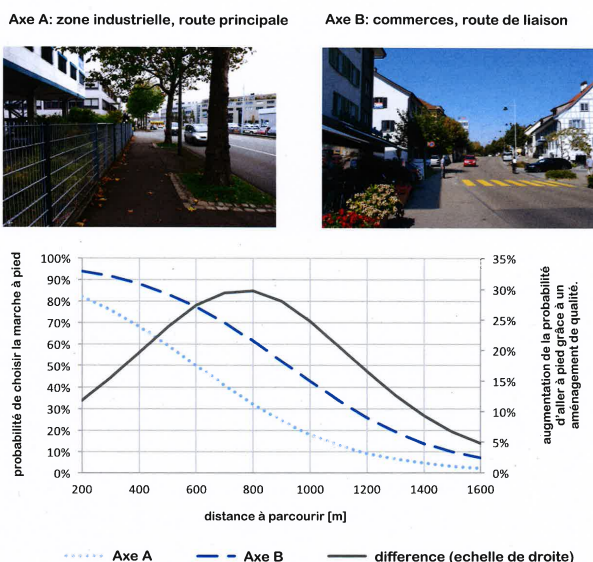 Axe A: zone industrielle, route principale
Axe B: commerces, route de liaison
probabilité de choisir la marche à pied
100%
90%
80%
70%
60%
50%
40%
30%
20%
10%
0%
35%
30%
25%
20%
15%
10%
5%
0%
augmentation de la probabilité
d'aller à pied grâce à un
aménagement de qualité.
200 400 600 800 1000 1200 1400 1600
distance à parcourir [m]
Axe A Axe B difference (echelle de droite)